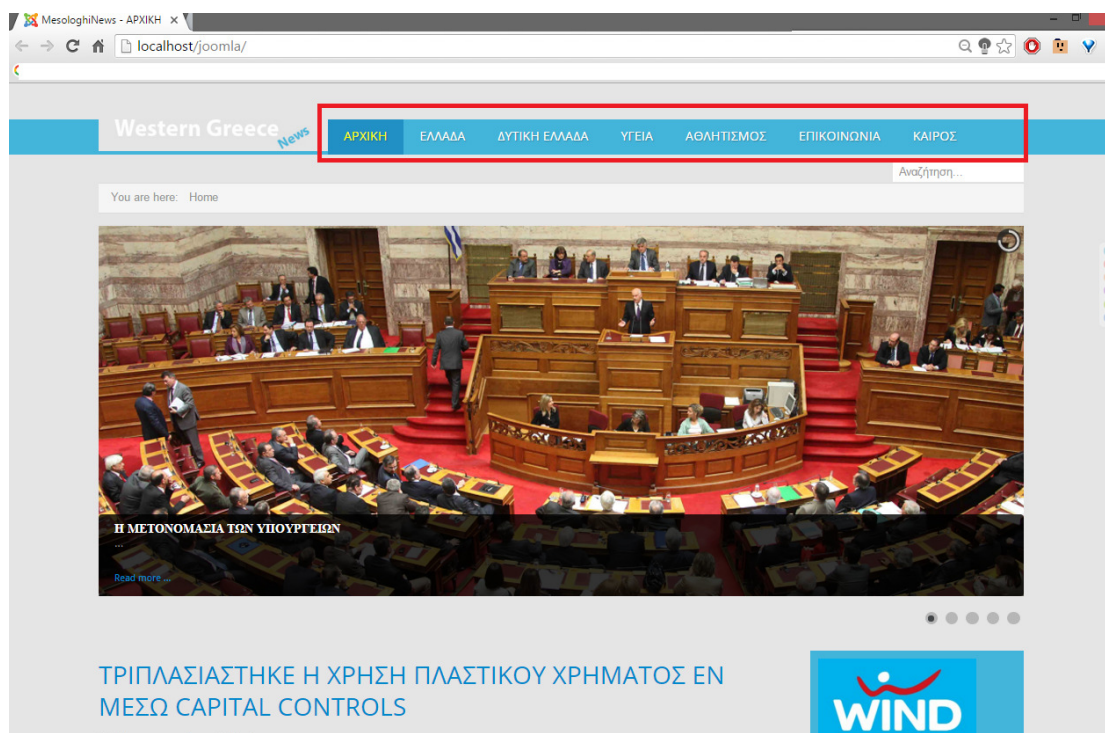 MesologhiNews - ΑΡΧΙΚΗ
localhost/joomla/
Western Greece News
ΑΡΧΙΚΗ ΕΛΛΑΔΑ ΔΥΤΙΚΗ ΕΛΛΑΔΑ ΥΓΕΙΑ ΑΘΛΗΤΙΣΜΟΣ ΕΠΙΚΟΙΝΩΝΙΑ ΚΑΙΡΟΣ
Αναζήτηση...
You are here: Home
Η ΜΕΤΟΝΟΜΑΣΙΑ ΤΩΝ ΥΠΟΥΡΓΕΙΩΝ
...
Read more ...
ΤΡΙΠΛΑΣΙΑΣΤΗΚΕ Η ΧΡΗΣΗ ΠΛΑΣΤΙΚΟΥ ΧΡΗΜΑΤΟΣ ΕΝ
ΜΕΣΩ CAPITAL CONTROLS
WIND